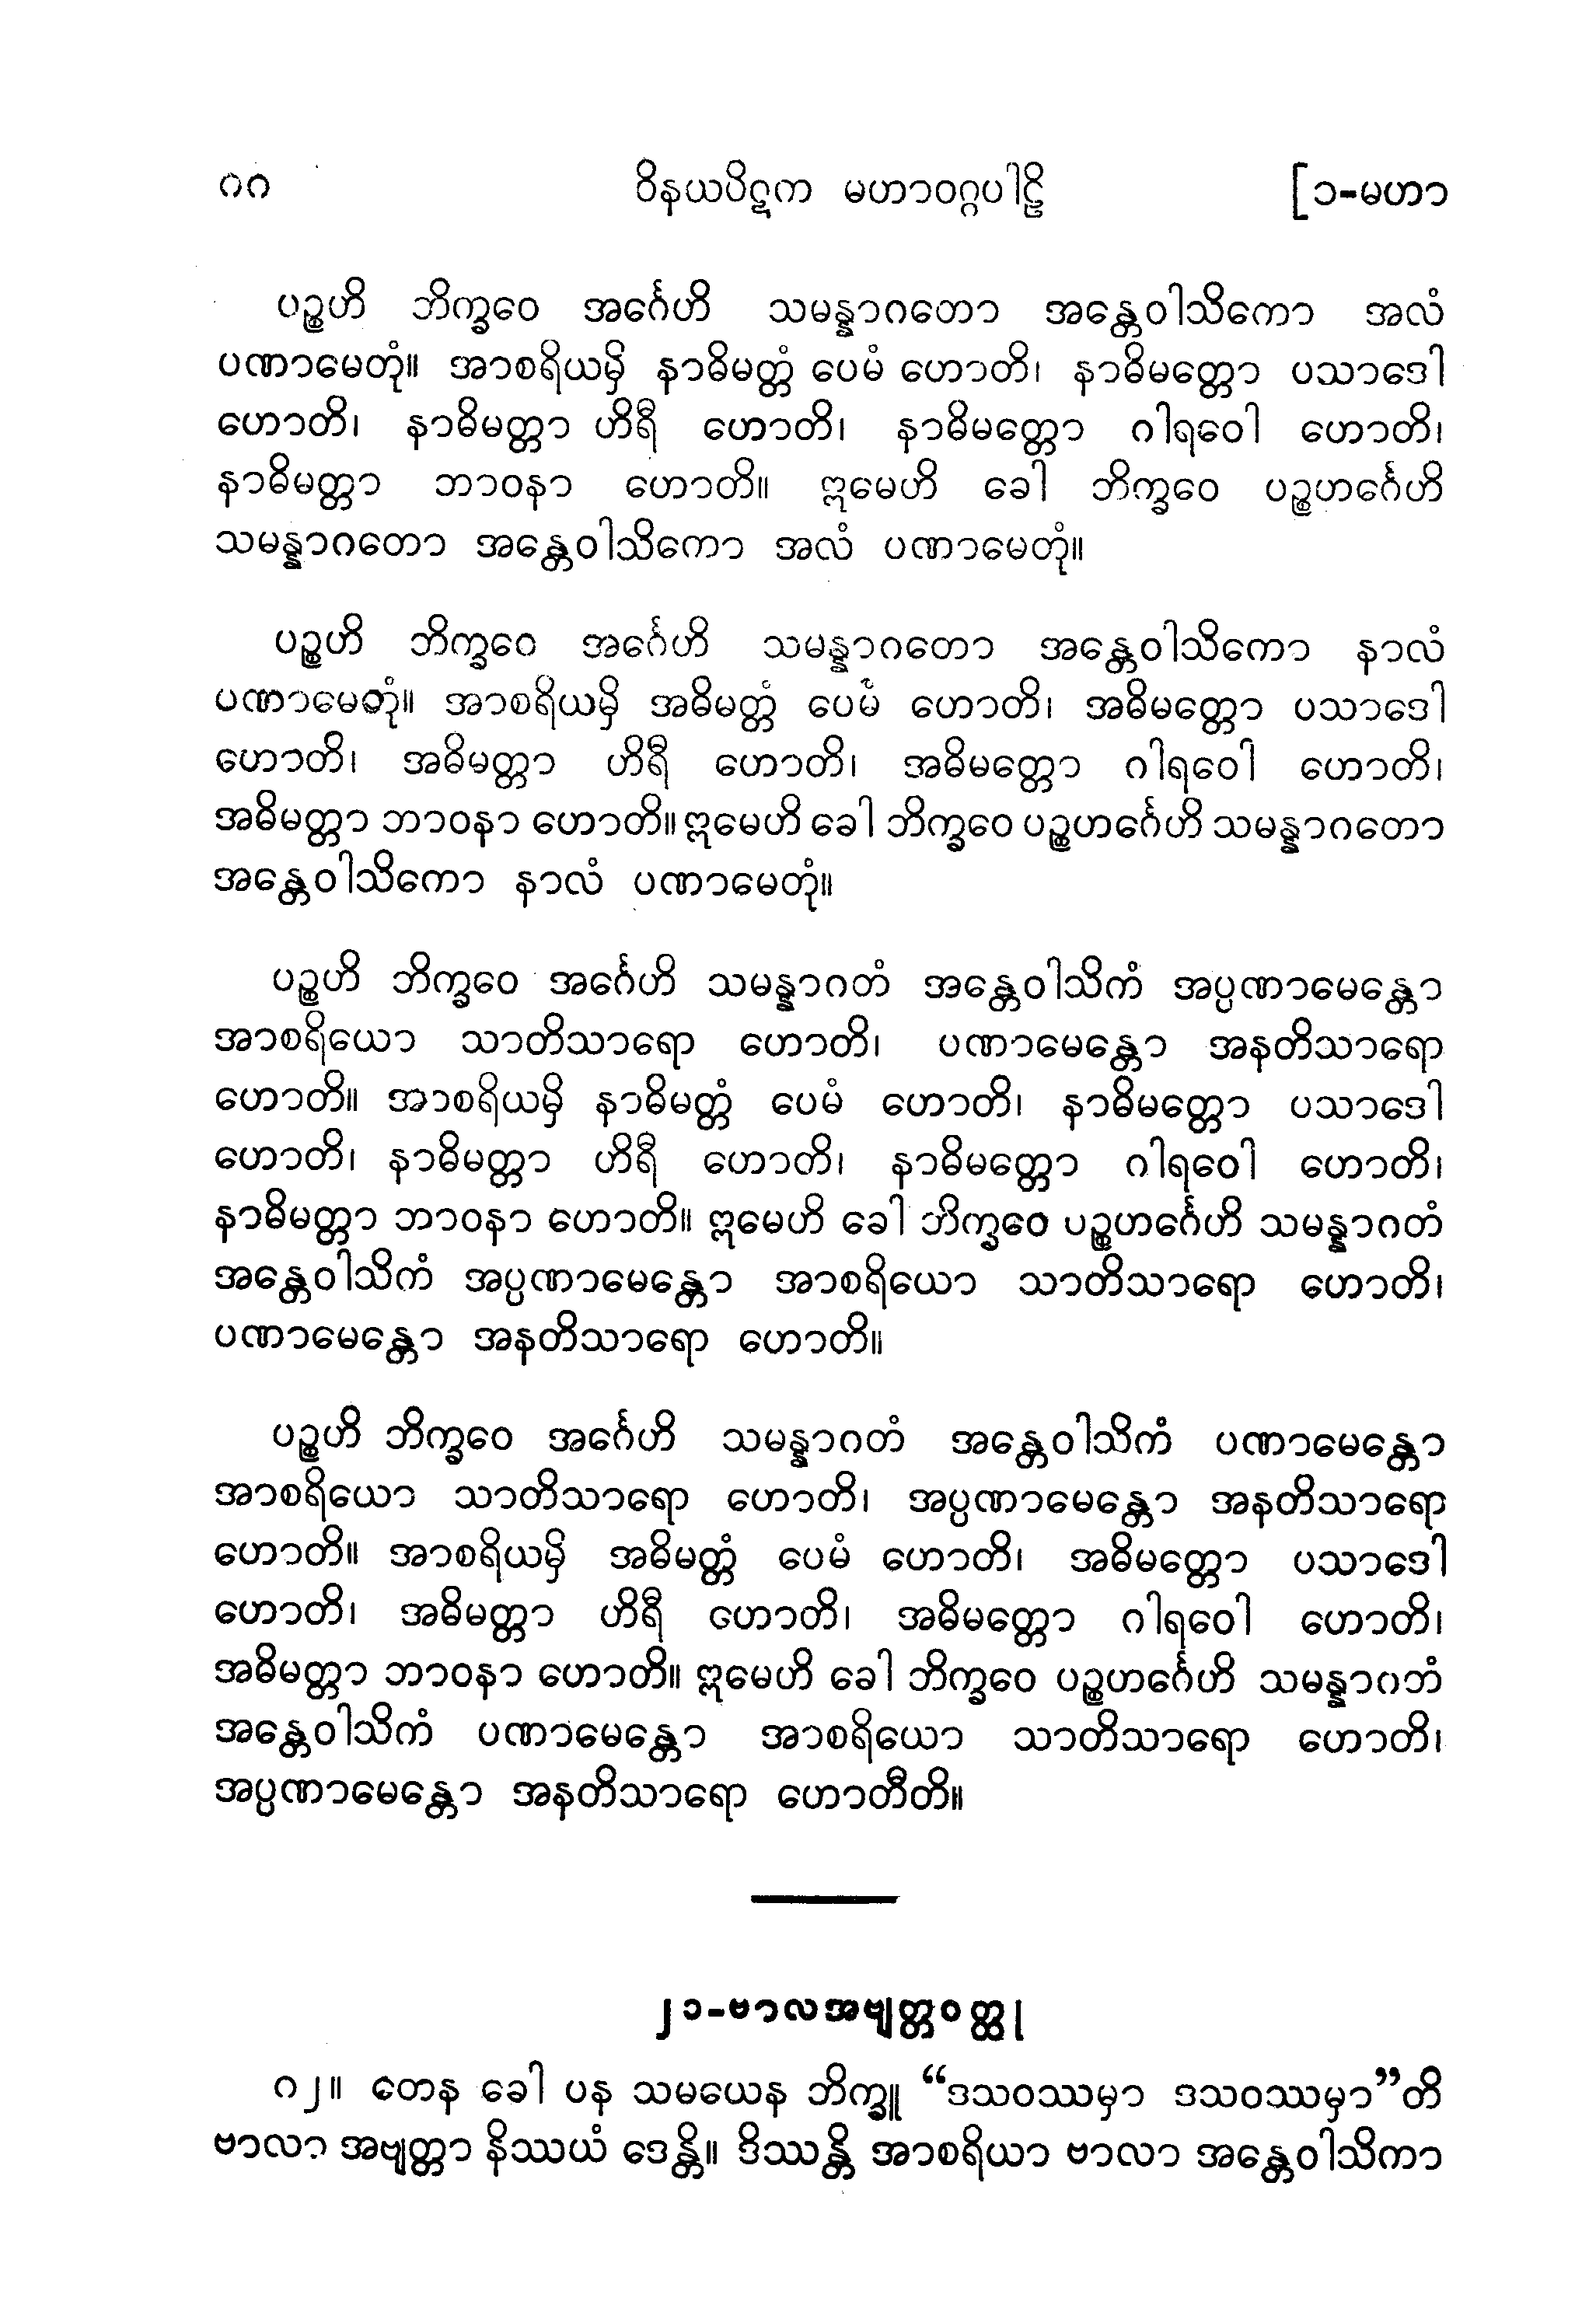 ၈၈ ဝိနယပိဋက မဟာဝဂ္ဂပါဠိ [၁-မဟာ
ပဉ္စဟိ ဘိက္ခဝေ အင်္ဂေဟိ သမန္နာဂတော အန္တေဝါသိကော အလံ
ပဏာမေတုံ။ အာစရိယမှိ နာဓိမတ္တံ ပေမံ ဟောတိ၊ နာဓိမတ္တော ပသာဒေါ
ဟောတိ၊ နာဓိမတ္တာ ဟိရီ ဟောတိ၊ နာဓိမတ္တော ဂါရဝေါ ဟောတိ၊
နာဓိမတ္တာ ဘာဝနာ ဟောတိ။ ဣမေဟိ ခေါ ဘိက္ခဝေ ပဉ္စဟင်္ဂေဟိ
သမန္နာဂတော အန္တေဝါသိကော အလံ ပဏာမေတုံ။
ပဉ္စဟိ ဘိက္ခဝေ အင်္ဂေဟိ သမန္နာဂတော အန္တေဝါသိကော နာလံ
ပဏာမေတုံ။ အာစရိယမှိ အဓိမတ္တံ ပေမံ ဟောတိ၊ အဓိမတ္တော ပသာဒေါ
ဟောတိ၊ အဓိမတ္တာ ဟိရီ ဟောတိ၊ အဓိမတ္တော ဂါရဝေါ ဟောတိ၊
အဓိမတ္တာ ဘာဝနာ ဟောတိ။ ဣမေဟိ ခေါ ဘိက္ခဝေ ပဉ္စဟင်္ဂေဟိ သမန္နာဂတော
အန္တေဝါသိကော နာလံ ပဏာမေတုံ။
ပဉ္စဟိ ဘိက္ခဝေ အင်္ဂေဟိ သမန္နာဂတံ အန္တေဝါသိကံ အပ္ပဏာမေန္တော
အာစရိယော သာတိသာရော ဟောတိ၊ ပဏာမေန္တော အနတိသာရော
ဟောတိ။ အာစရိယမှိ နာဓိမတ္တံ ပေမံ ဟောတိ၊ နာဓိမတ္တော ပသာဒေါ
ဟောတိ၊ နာဓိမတ္တာ ဟိရီ ဟောတိ၊ နာဓိမတ္တော ဂါရဝေါ ဟောတိ၊
နာဓိမတ္တာ ဘာဝနာ ဟောတိ။ ဣမေဟိ ခေါ ဘိက္ခဝေ ပဉ္စဟင်္ဂေဟိ သမန္နာဂတံ
အန္တေဝါသိကံ အပ္ပဏာမေန္တော အာစရိယော သာတိသာရော ဟောတိ၊
ပဏာမေန္တော အနတိသာရော ဟောတိ။
ပဉ္စဟိ ဘိက္ခဝေ အင်္ဂေဟိ သမန္နာဂတံ အန္တေဝါသိကံ ပဏာမေန္တော
အာစရိယော သာတိသာရော ဟောတိ၊ အပ္ပဏာမေန္တော အနတိသာရော
ဟောတိ။ အာစရိယမှိ အဓိမတ္တံ ပေမံ ဟောတိ၊ အဓိမတ္တော ပသာဒေါ
ဟောတိ၊ အဓိမတ္တာ ဟိရီ ဟောတိ၊ အဓိမတ္တော ဂါရဝေါ ဟောတိ၊
အဓိမတ္တာ ဘာဝနာ ဟောတိ။ ဣမေဟိ ခေါ ဘိက္ခဝေ ပဉ္စဟင်္ဂေဟိ သမန္နာဂတံ
အန္တေဝါသိကံ ပဏာမေန္တော အာစရိယော သာတိသာရော ဟောတိ၊
အပ္ပဏာမေန္တော အနတိသာရော ဟောတီတိ။
၂၁-ဗာလအဗျတ္တဝတ္ထု
၈၂။ တေန ခေါ ပန သမယေန ဘိက္ခူ “ဒသဝဿမှာ ဒသဝဿမှာ”တိ
ဗာလာ အဗျတ္တာ နိဿယံ ဒေန္တိ။ ဒိဿန္တိ အာစရိယာ ဗာလာ အန္တေဝါသိကာ